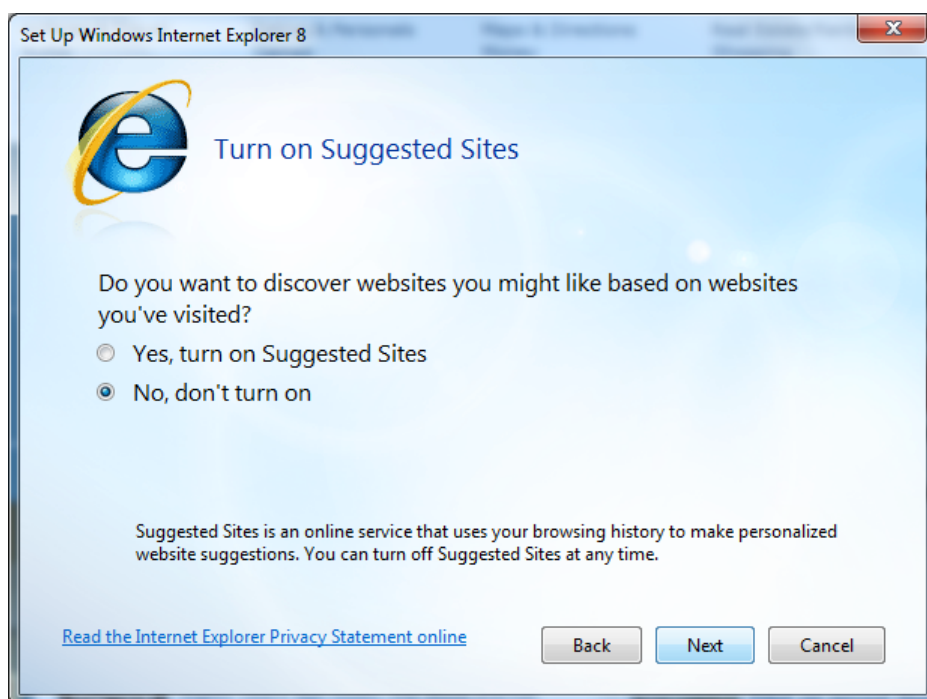 Set Up Windows Internet Explorer 8
Turn on Suggested Sites
Do you want to discover websites you might like based on websites
you've visited?
Yes, turn on Suggested Sites
No, don't turn on
Suggested Sites is an online service that uses your browsing history to make personalized
website suggestions. You can turn off Suggested Sites at any time.
Read the Internet Explorer Privacy Statement online
Back
Next
Cancel